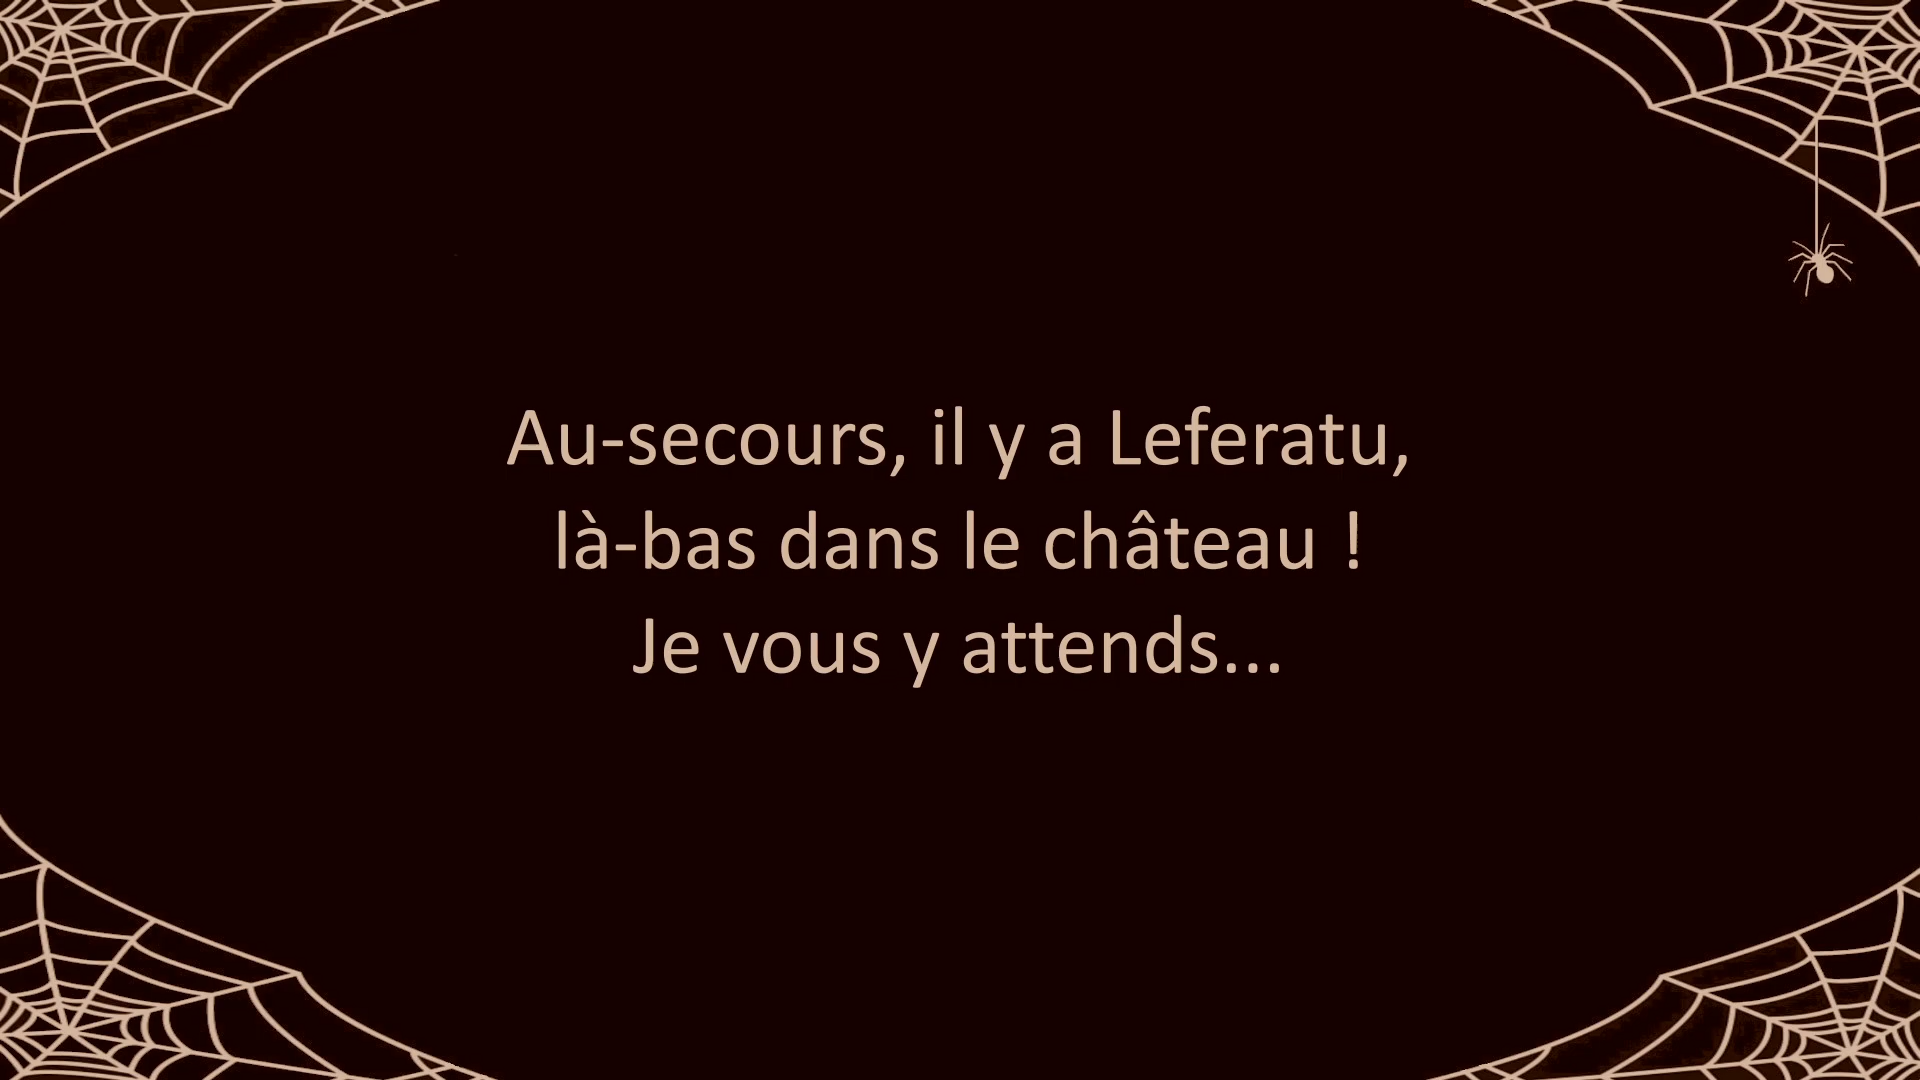 Au-secours, il y a Leferatu,
là-bas dans le château !
Je vous y attends...